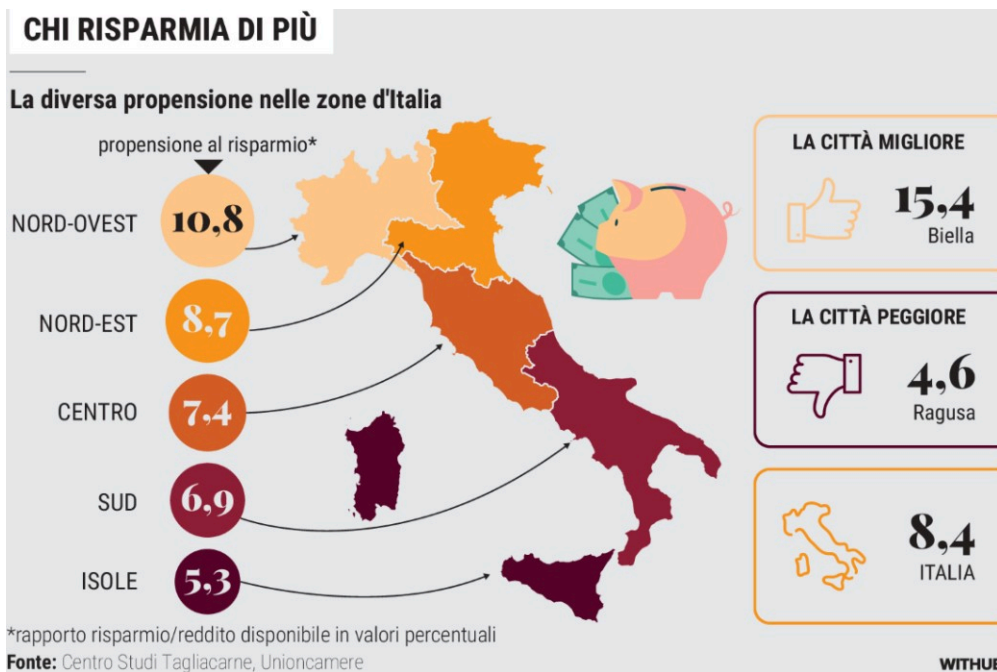 CHI RISPARMIA DI PIÙ
La diversa propensione nelle zone d'Italia
propensione al risparmio*
NORD-OVEST
10,8
NORD-EST
8,7
CENTRO
7,4
SUD
6,9
ISOLE
5,3
LA CITTÀ MIGLIORE
15,4
Biella
LA CITTÀ PEGGIORE
4,6
Ragusa
8,4
ITALIA
*rapporto risparmio/reddito disponibile in valori percentuali
Fonte: Centro Studi Tagliacarne, Unioncamere
WITHUB